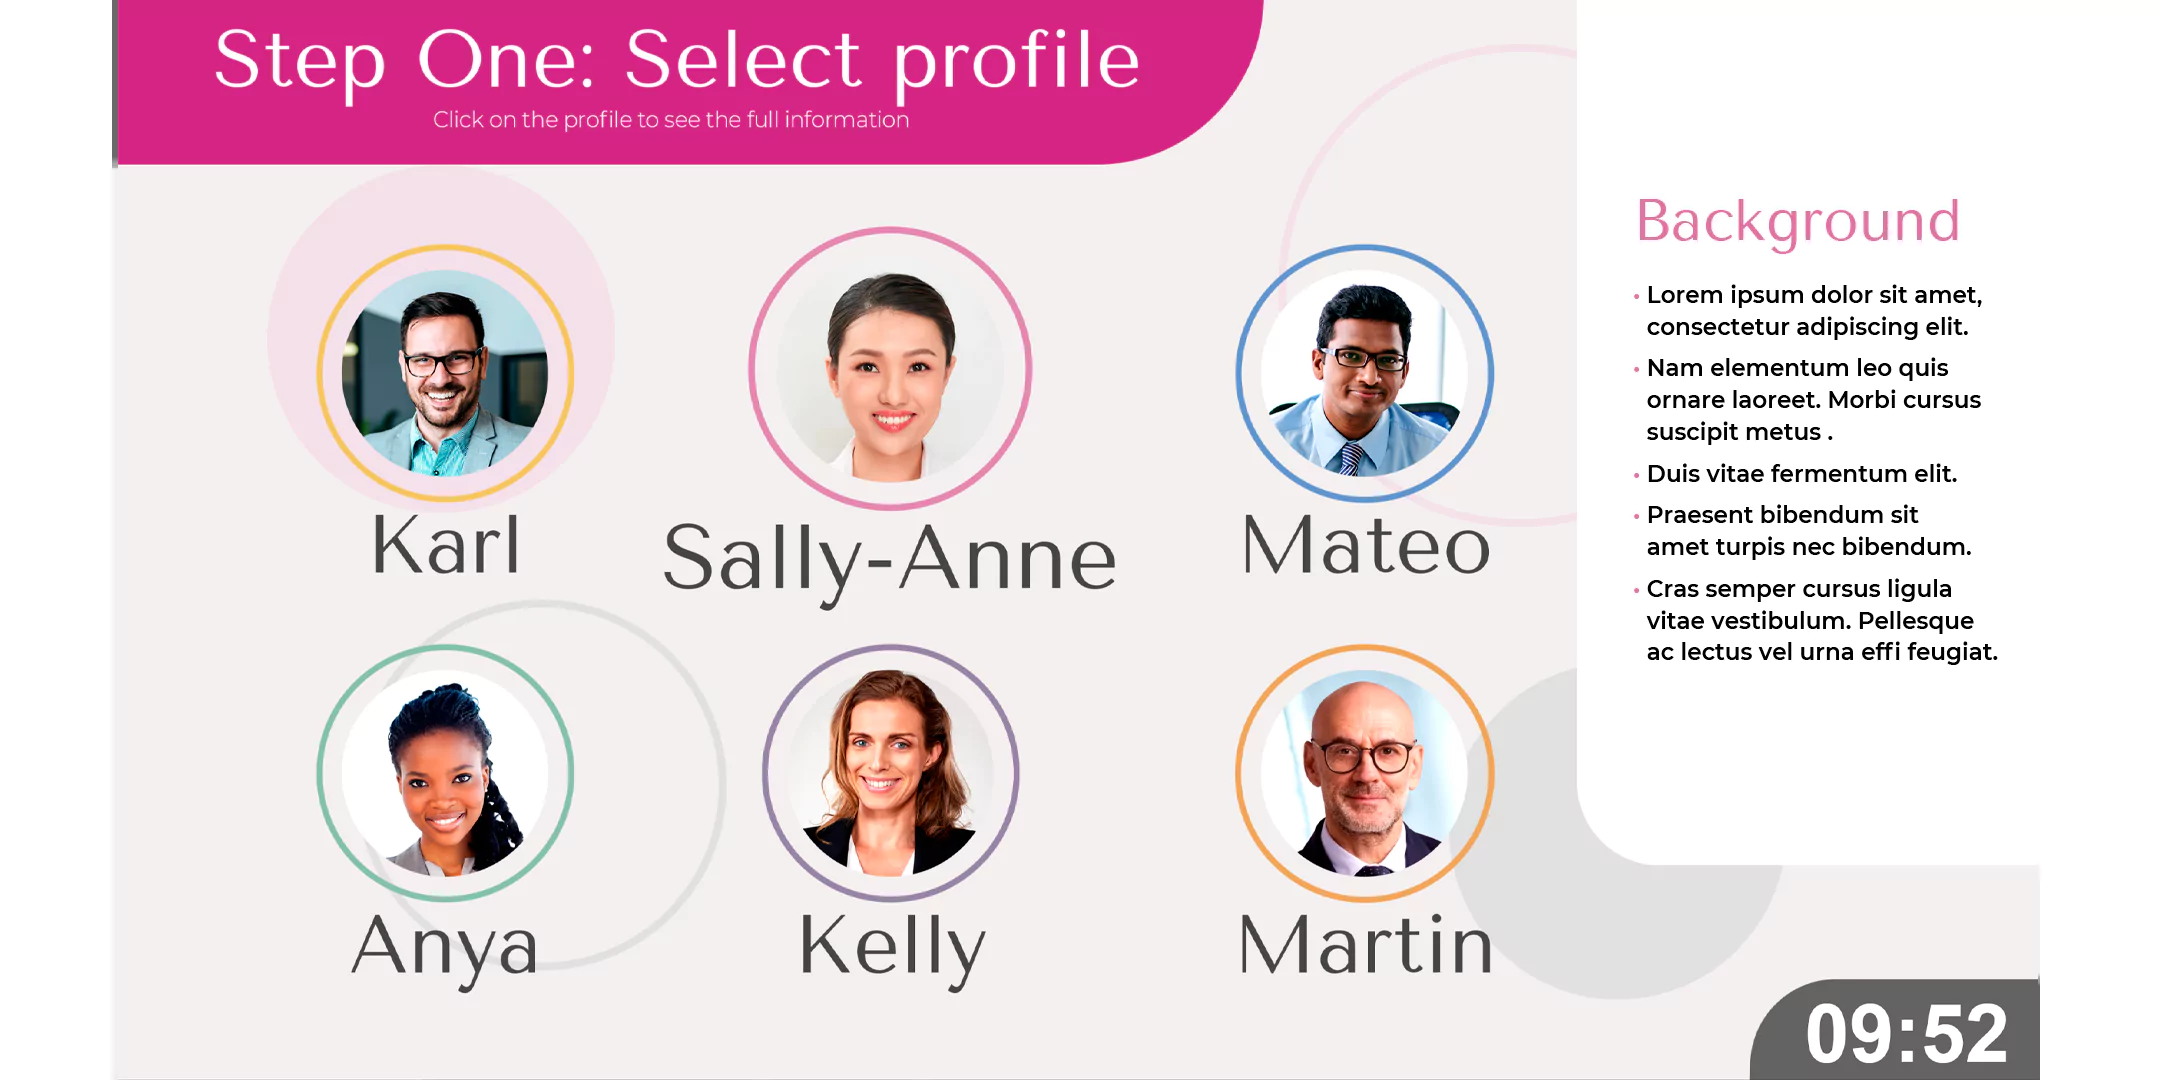 Step One: Select profile
Click on the profile to see the full information
Karl
Sally-Anne
Mateo
Anya
Kelly
Martin
Background
• Lorem ipsum dolor sit amet,
consectetur adipiscing elit.
• Nam elementum leo quis
ornare laoreet. Morbi cursus
suscipit metus .
• Duis vitae fermentum elit.
• Praesent bibendum sit
amet turpis nec bibendum.
• Cras semper cursus ligula
vitae vestibulum. Pellesque
ac lectus vel urna effi feugiat.
09:52